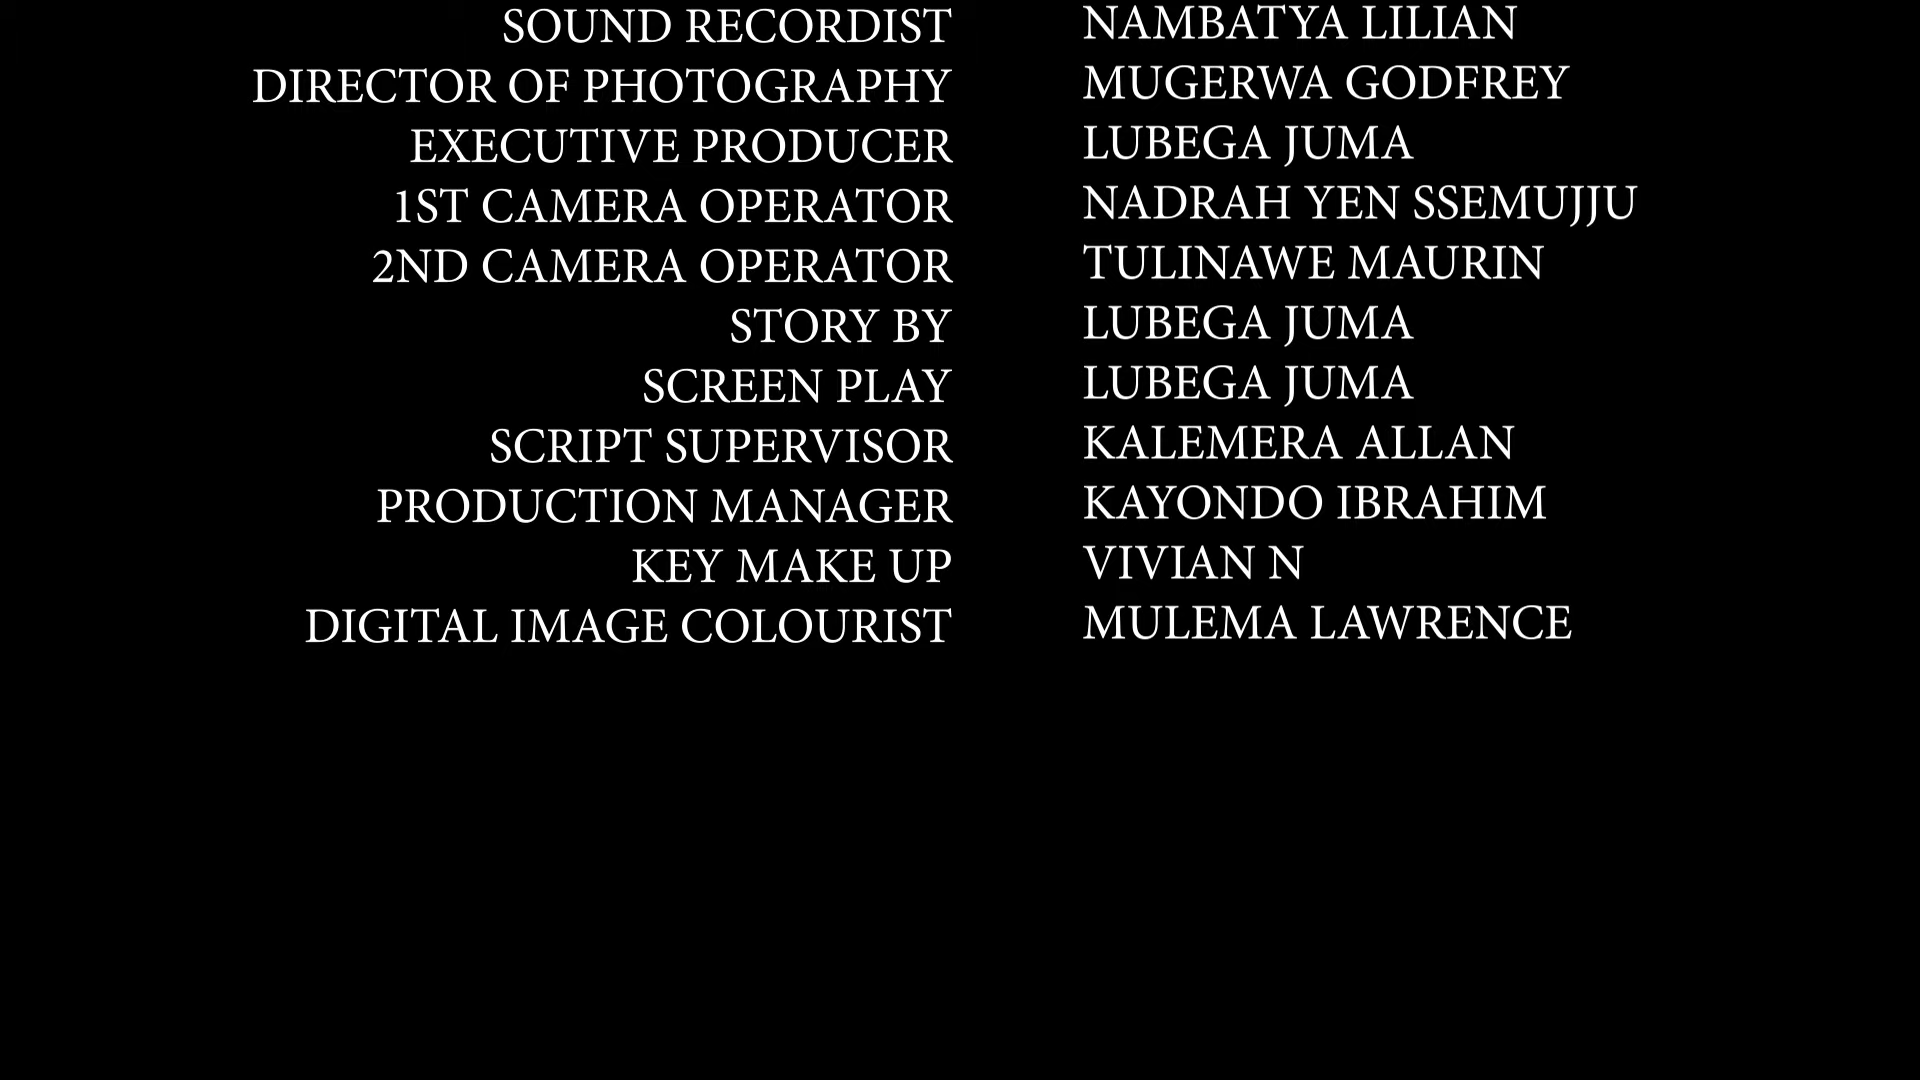 SOUND RECORDIST NAMBATYA LILIAN
DIRECTOR OF PHOTOGRAPHY MUGERWA GODFREY
EXECUTIVE PRODUCER LUBEGA JUMA
1ST CAMERA OPERATOR NADRAH YEN SSEMUJJU
2ND CAMERA OPERATOR TULINAWE MAURIN
STORY BY LUBEGA JUMA
SCREEN PLAY LUBEGA JUMA
SCRIPT SUPERVISOR KALEMERA ALLAN
PRODUCTION MANAGER KAYONDO IBRAHIM
KEY MAKE UP VIVIAN N
DIGITAL IMAGE COLOURIST MULEMA LAWRENCE